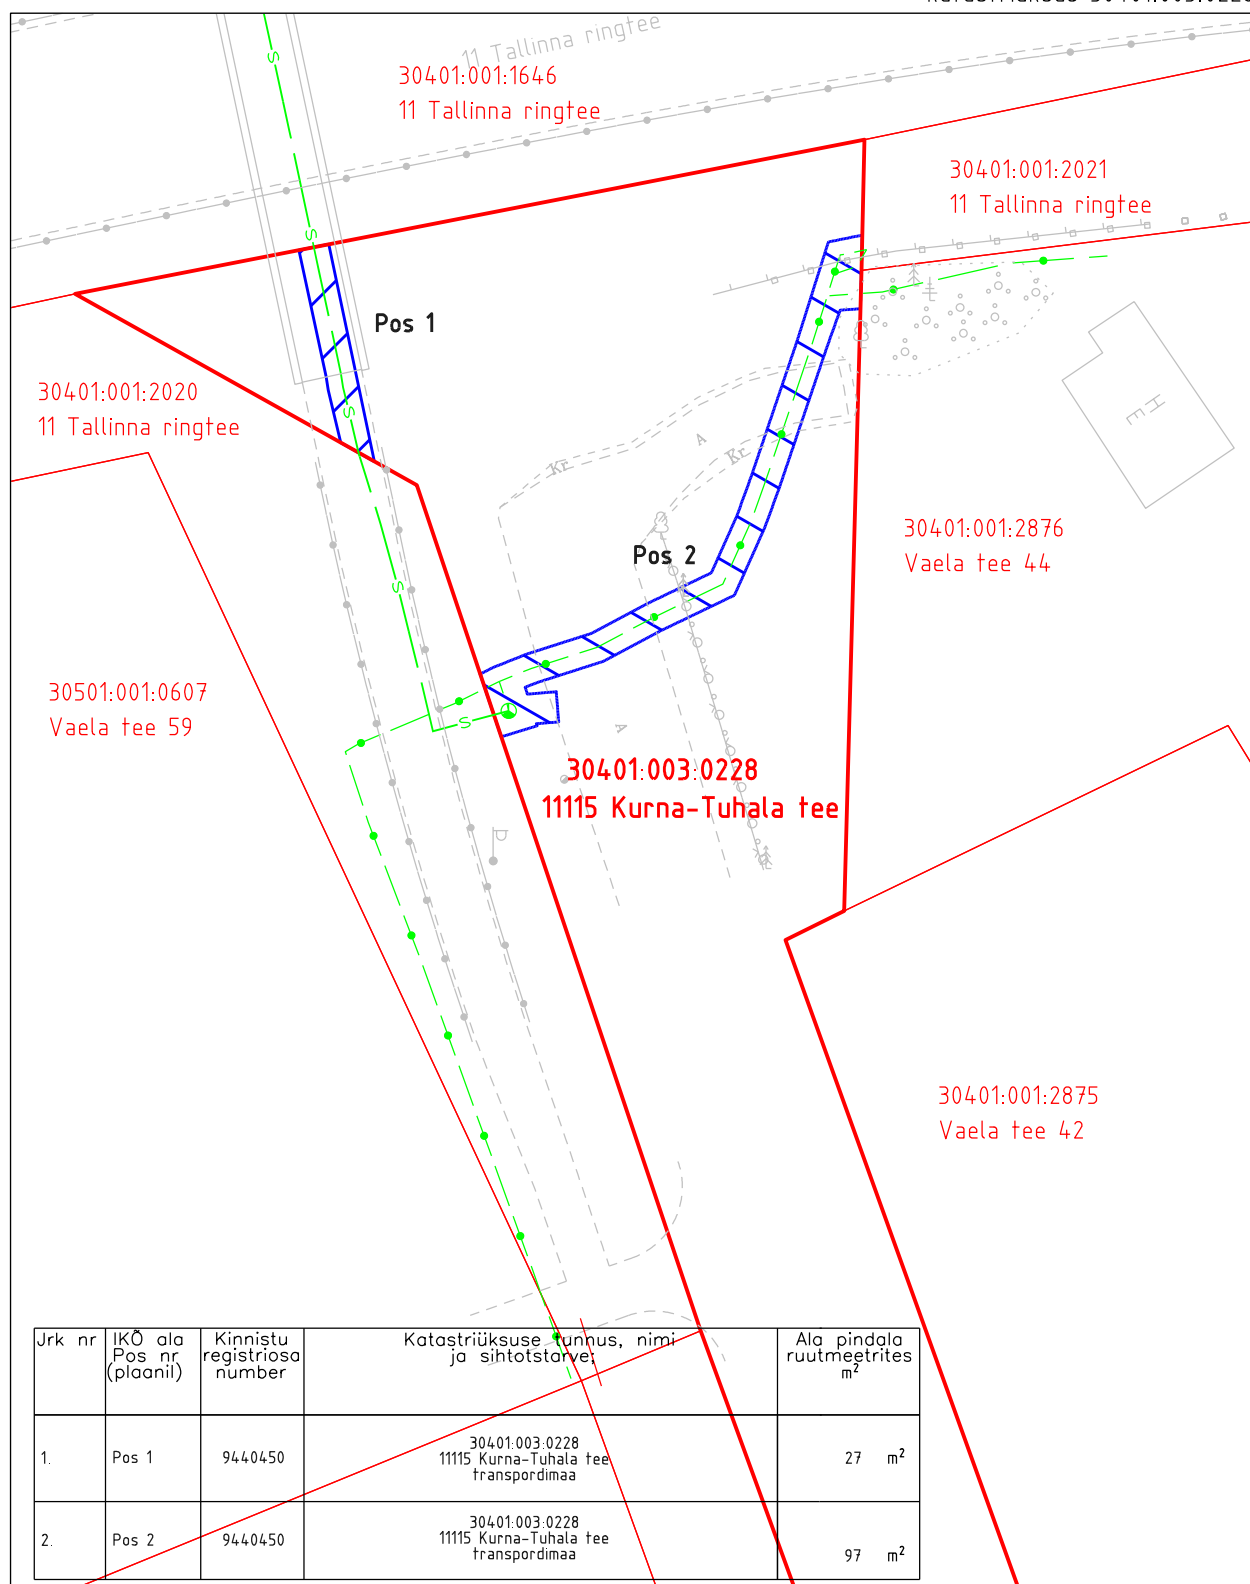 11 Tallinna ringtee
30401:001:1646
11 Tallinna ringtee
30401:001:2021
11 Tallinna ringtee
Pos 1
30401:001:2020
11 Tallinna ringtee
HE
A
Kr
Kr
30401:001:2876
Vaela tee 44
Pos 2
30501:001:0607
Vaela tee 59
A
30401:003:0228
11115 Kurna-Tuhala tee
30401:001:2875
Vaela tee 42
Jrk nr
IKÕ ala
Pos nr
(plaanil)
Kinnistu
registriosa
number
Katastriüksuse tunnus, nimi
ja sihtotstarve;
Ala pindala
ruutmeetrites
m²
1.
Pos 1
9440450
30401:003:0228
11115 Kurna-Tuhala tee
transpordimaa
27 m²
2.
Pos 2
9440450
30401:003:0228
11115 Kurna-Tuhala tee
transpordimaa
97 m²